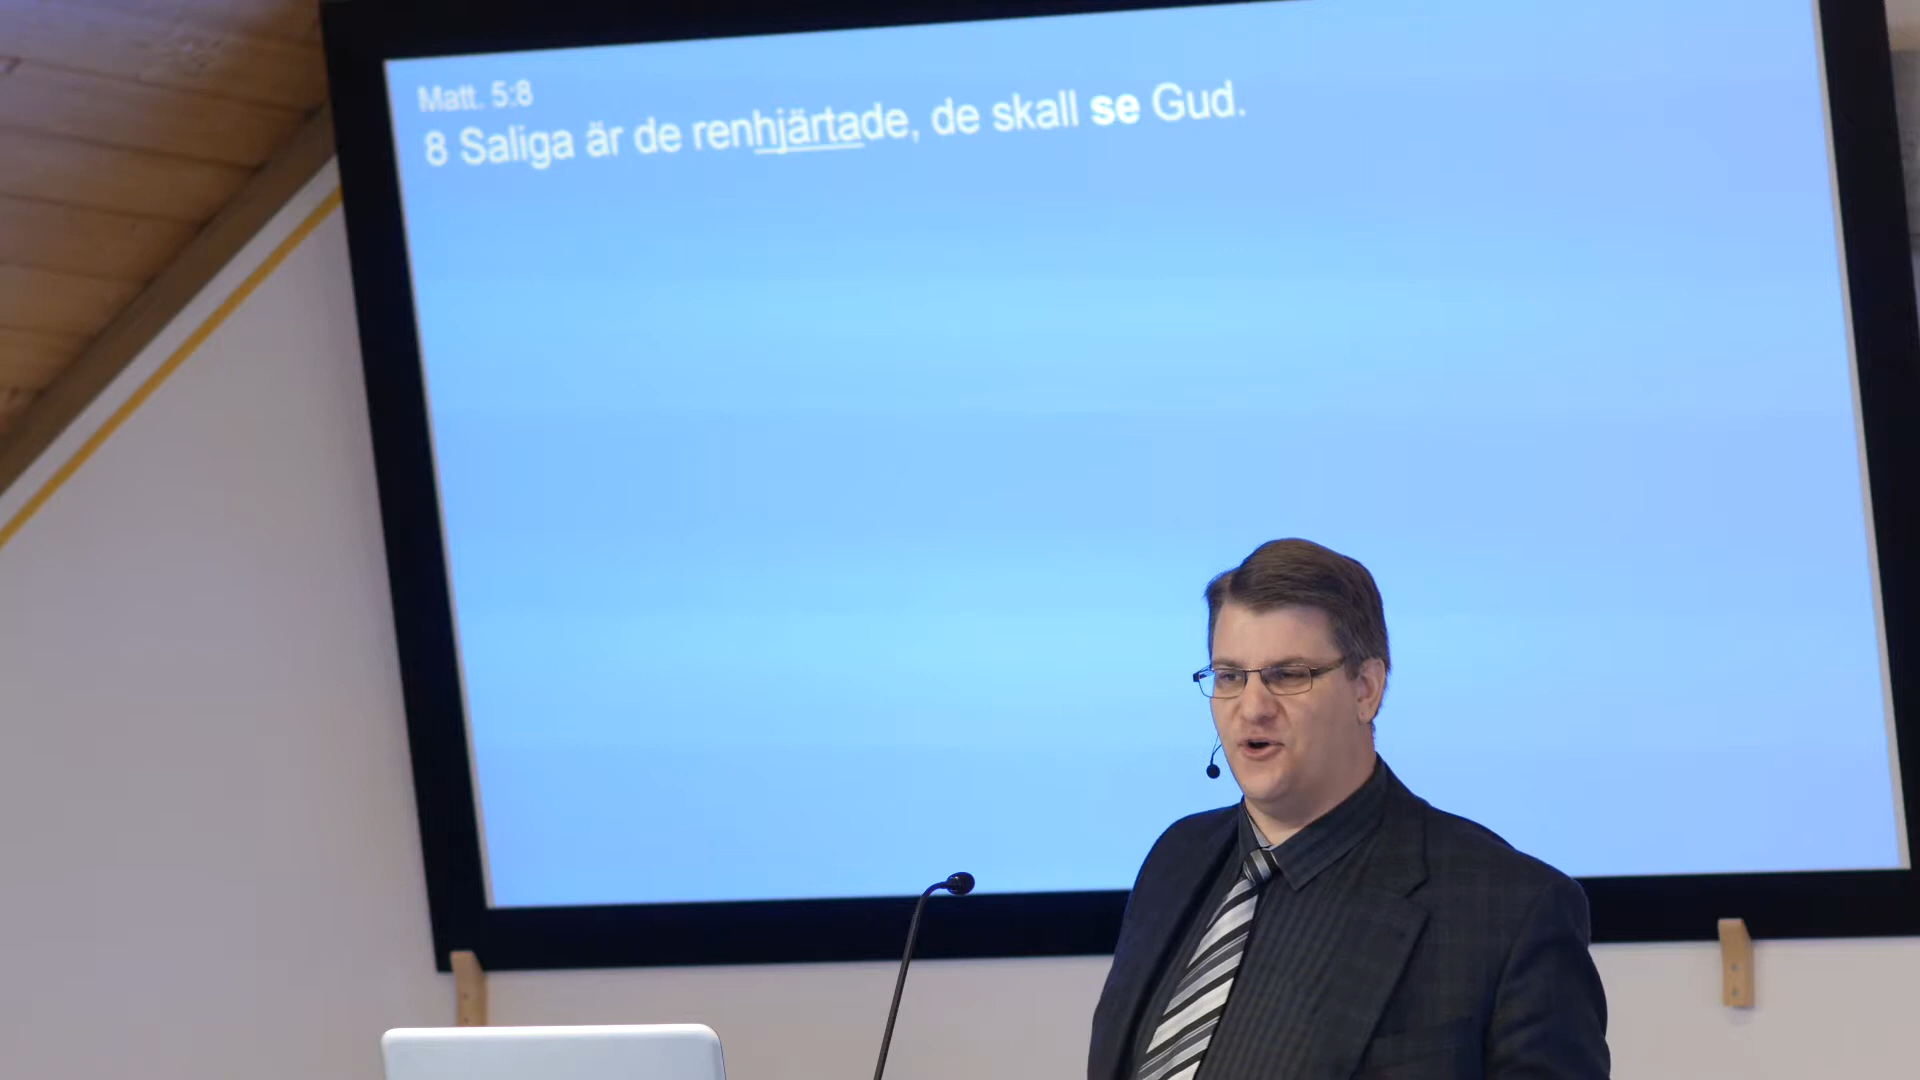 Matt. 5:8
8 Saliga är de renhjärtade, de skall se Gud.